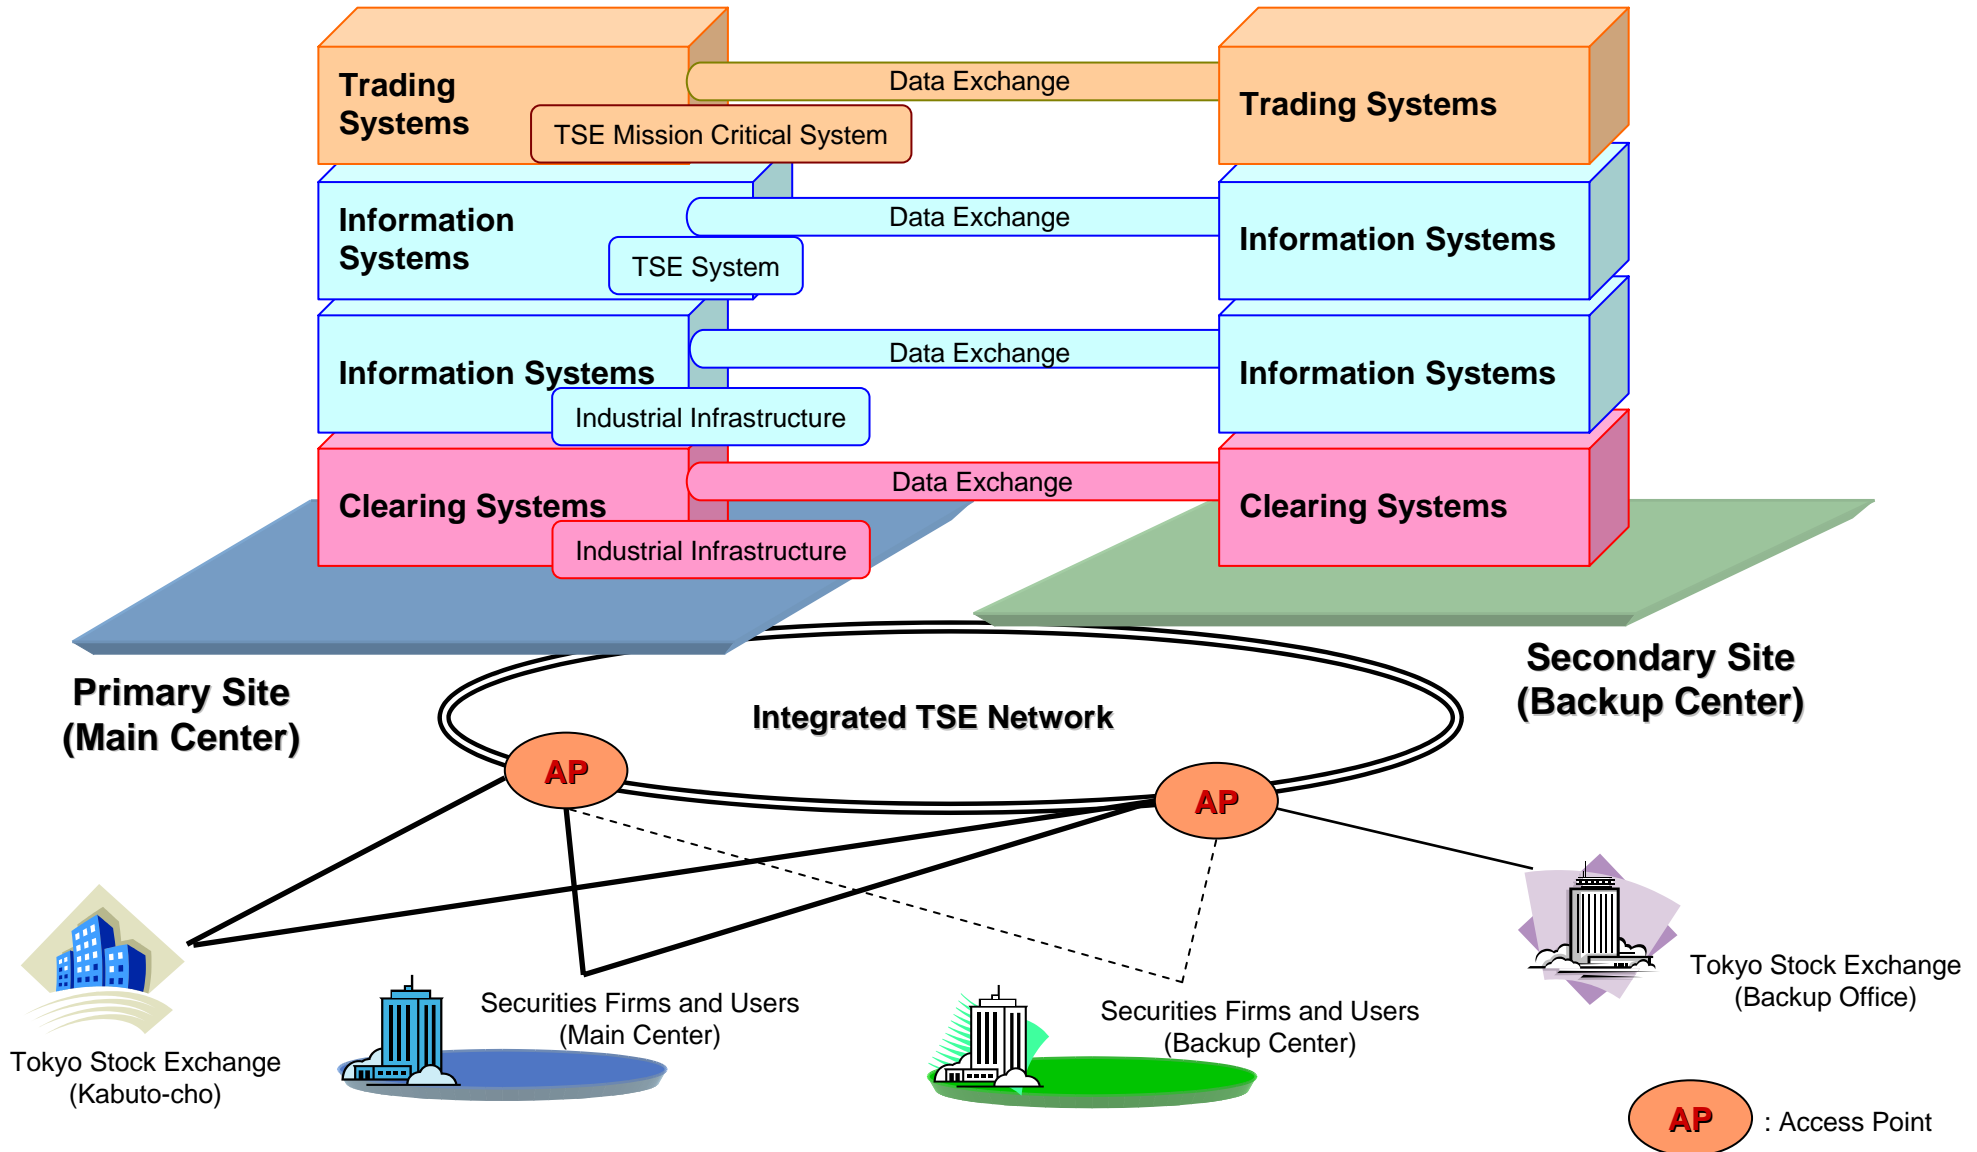 Trading
Systems
Data Exchange
Trading Systems
TSE Mission Critical System
Information
Systems
Data Exchange
Information Systems
TSE System
Information Systems
Data Exchange
Information Systems
Industrial Infrastructure
Clearing Systems
Data Exchange
Clearing Systems
Industrial Infrastructure
Primary Site
(Main Center)
Integrated TSE Network
Secondary Site
(Backup Center)
AP
AP
Tokyo Stock Exchange
(Kabuto-cho)
Securities Firms and Users
(Main Center)
Securities Firms and Users
(Backup Center)
Tokyo Stock Exchange
(Backup Office)
AP : Access Point